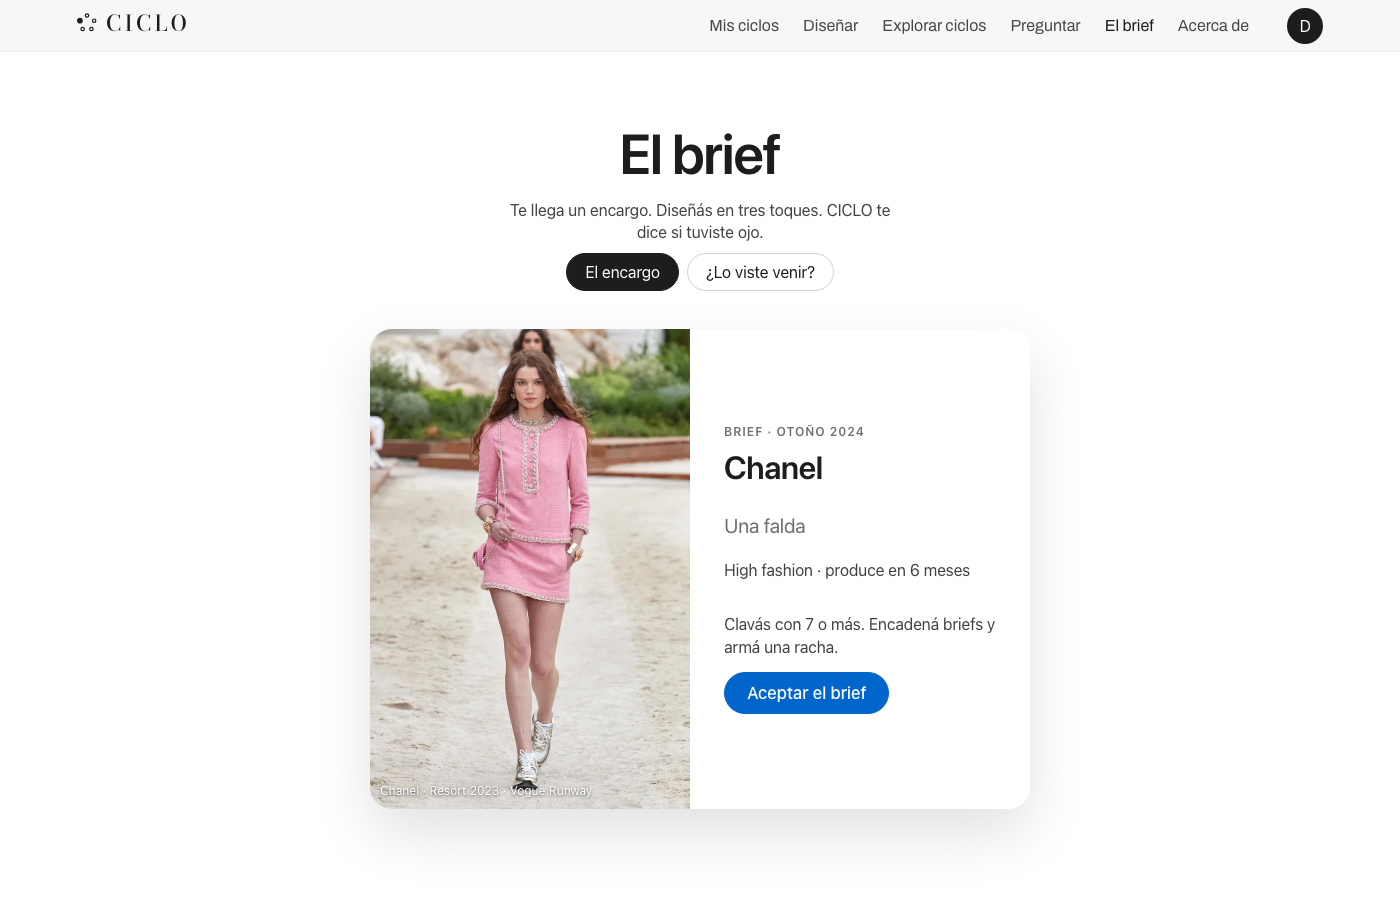 CICLO
Mis ciclos
Diseñar
Explorar ciclos
Preguntar
El brief
Acerca de
D
El brief
Te llega un encargo. Diseñás en tres toques. CICLO te
dice si tuviste ojo.
El encargo
¿Lo viste venir?
BRIEF · OTOÑO 2024
Chanel
Una falda
High fashion · produce en 6 meses
Clavás con 7 o más. Encadená briefs y
armá una racha.
Aceptar el brief
Chanel · Resort 2023 · Vogue Runway